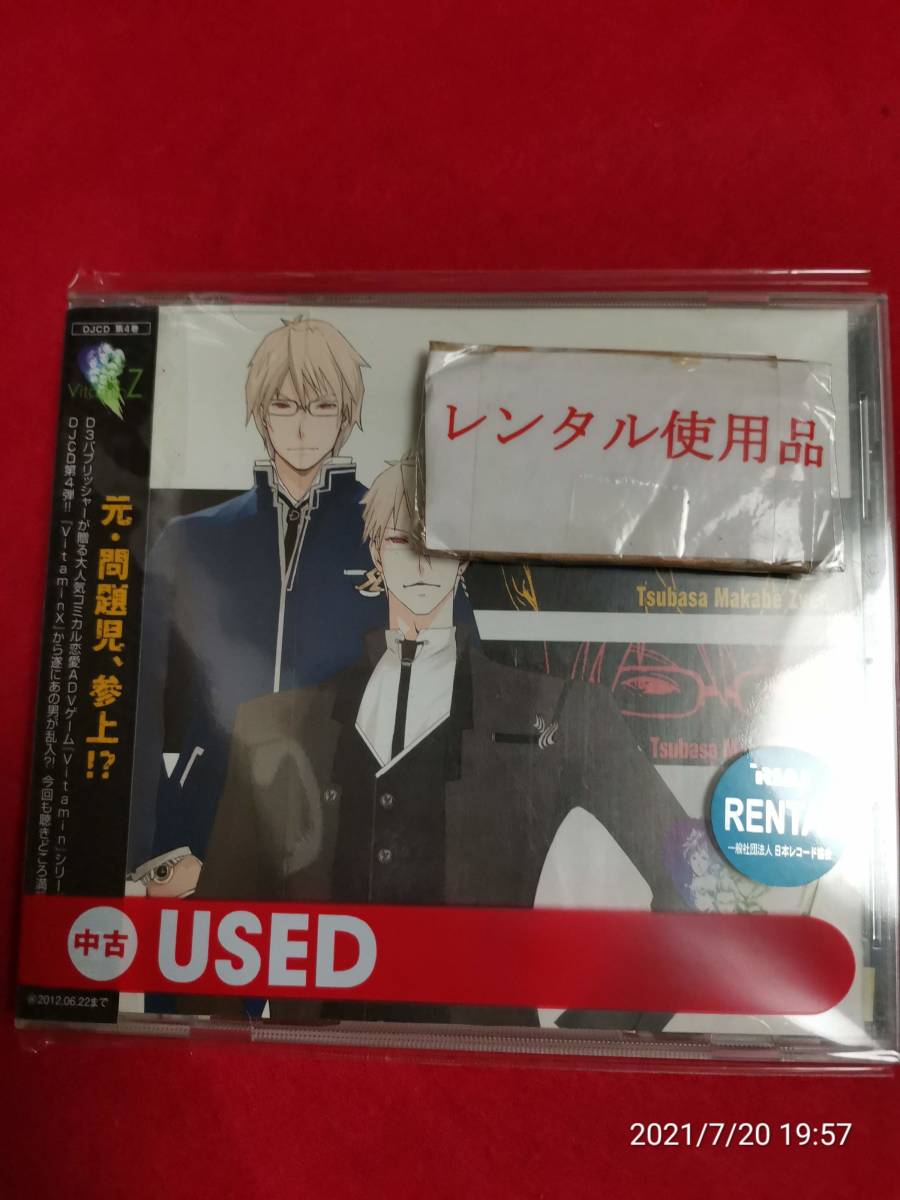 DJCD 第4巻
VitaminZ
元・問題児、参上!?
D3パブリッシャーが贈る大人気コミカル恋愛ADVゲーム『Vitamin』シリー
DJCD第4弾!!『VitaminX』から遂にあの男が乱入?! 今回も聴きどころ満
レンタル使用品
Tsubasa Makabe
Tsubasa
RENTA
一般社団法人 日本レコード協会
中古 USED
2012.06.22まで
2021/7/20 19:57